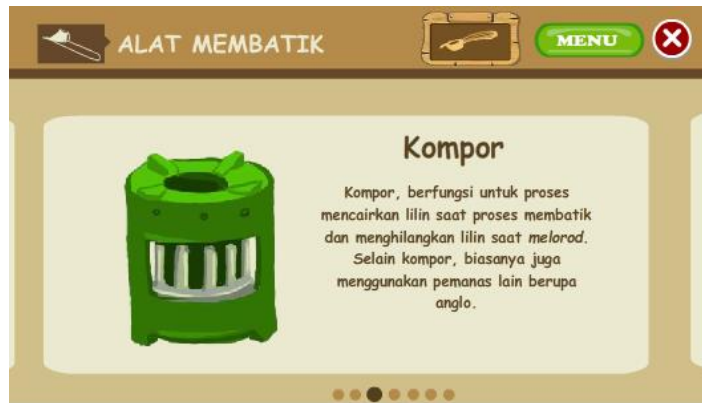 ALAT MEMBATIK
MENU
Kompor
Kompor, berfungsi untuk proses
mencairkan lilin saat proses membatik
dan menghilangkan lilin saat melorod.
Selain kompor, biasanya juga
menggunakan pemanas lain berupa
anglo.